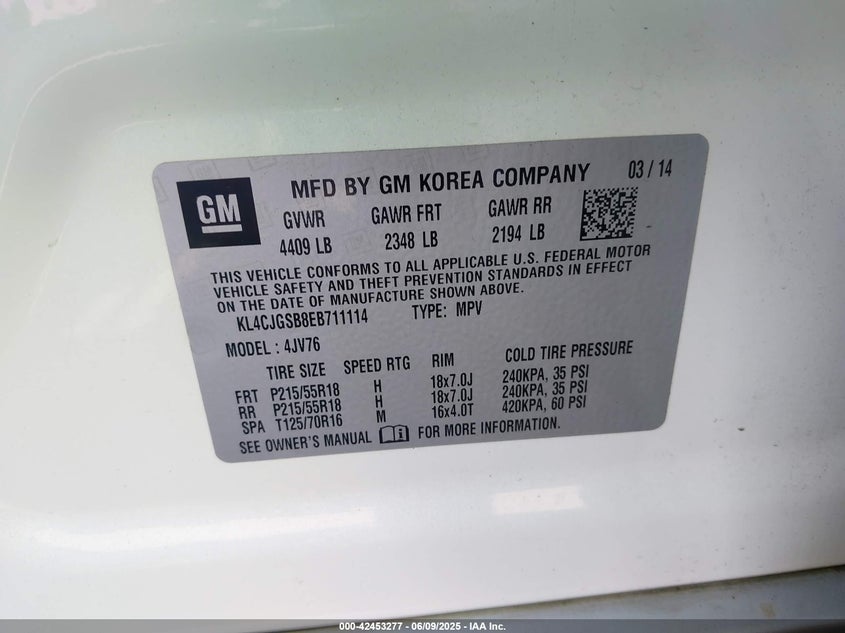 GM
MFD BY GM KOREA COMPANY 03 / 14
GVWR GAWR FRT GAWR RR
4409 LB 2348 LB 2194 LB
THIS VEHICLE CONFORMS TO ALL APPLICABLE U.S. FEDERAL MOTOR
VEHICLE SAFETY AND THEFT PREVENTION STANDARDS IN EFFECT
ON THE DATE OF MANUFACTURE SHOWN ABOVE.
KL4CJGSB8EB711114 TYPE: MPV
MODEL : 4JV76
TIRE SIZE SPEED RTG RIM COLD TIRE PRESSURE
FRT P215/55R18 H 18x7.0J 240KPA, 35 PSI
RR P215/55R18 H 18x7.0J 240KPA, 35 PSI
SPA T125/70R16 M 16x4.0T 420KPA, 60 PSI
SEE OWNER'S MANUAL FOR MORE INFORMATION.
000-42453277 - 06/09/2025 - IAA Inc.